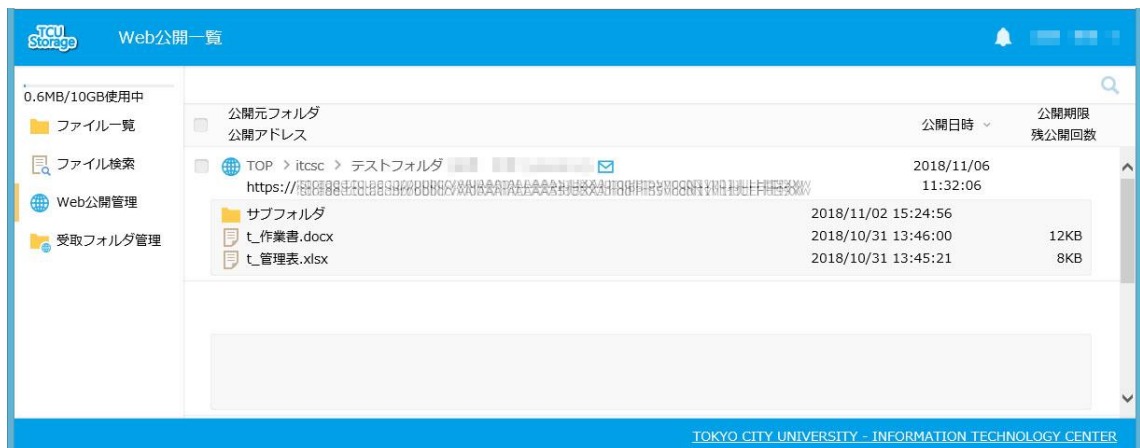 TCU Storage
Web公開一覧
0.6MB/10GB使用中
ファイル一覧
ファイル検索
Web公開管理
受取フォルダ管理
公開元フォルダ
公開アドレス
公開日時
公開期限
残公開回数
TOP > itcsc > テストフォルダ
2018/11/06
https://
11:32:06
サブフォルダ 2018/11/02 15:24:56
t_作業書.docx 2018/10/31 13:46:00 12KB
t_管理表.xlsx 2018/10/31 13:45:21 8KB
TOKYO CITY UNIVERSITY - INFORMATION TECHNOLOGY CENTER